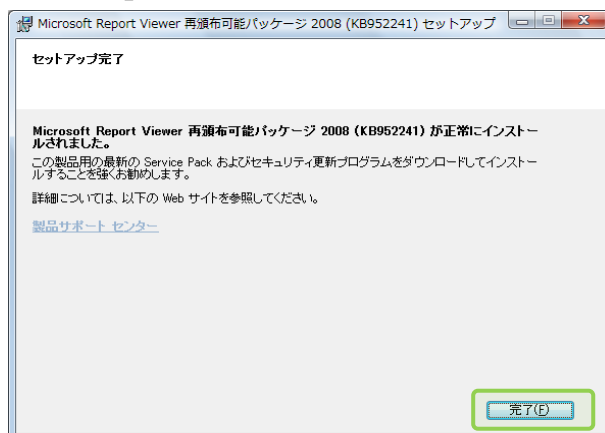 Microsoft Report Viewer 再頒布可能パッケージ 2008 (KB952241) セットアップ
セットアップ完了
Microsoft Report Viewer 再頒布可能パッケージ 2008 (KB952241) が正常にインストー
ルされました。
この製品用の最新の Service Pack およびセキュリティ更新プログラムをダウンロードしてインストー
ルすることを強くお勧めします。
詳細については、以下の Web サイトを参照してください。
製品サポート センター
完了(F)